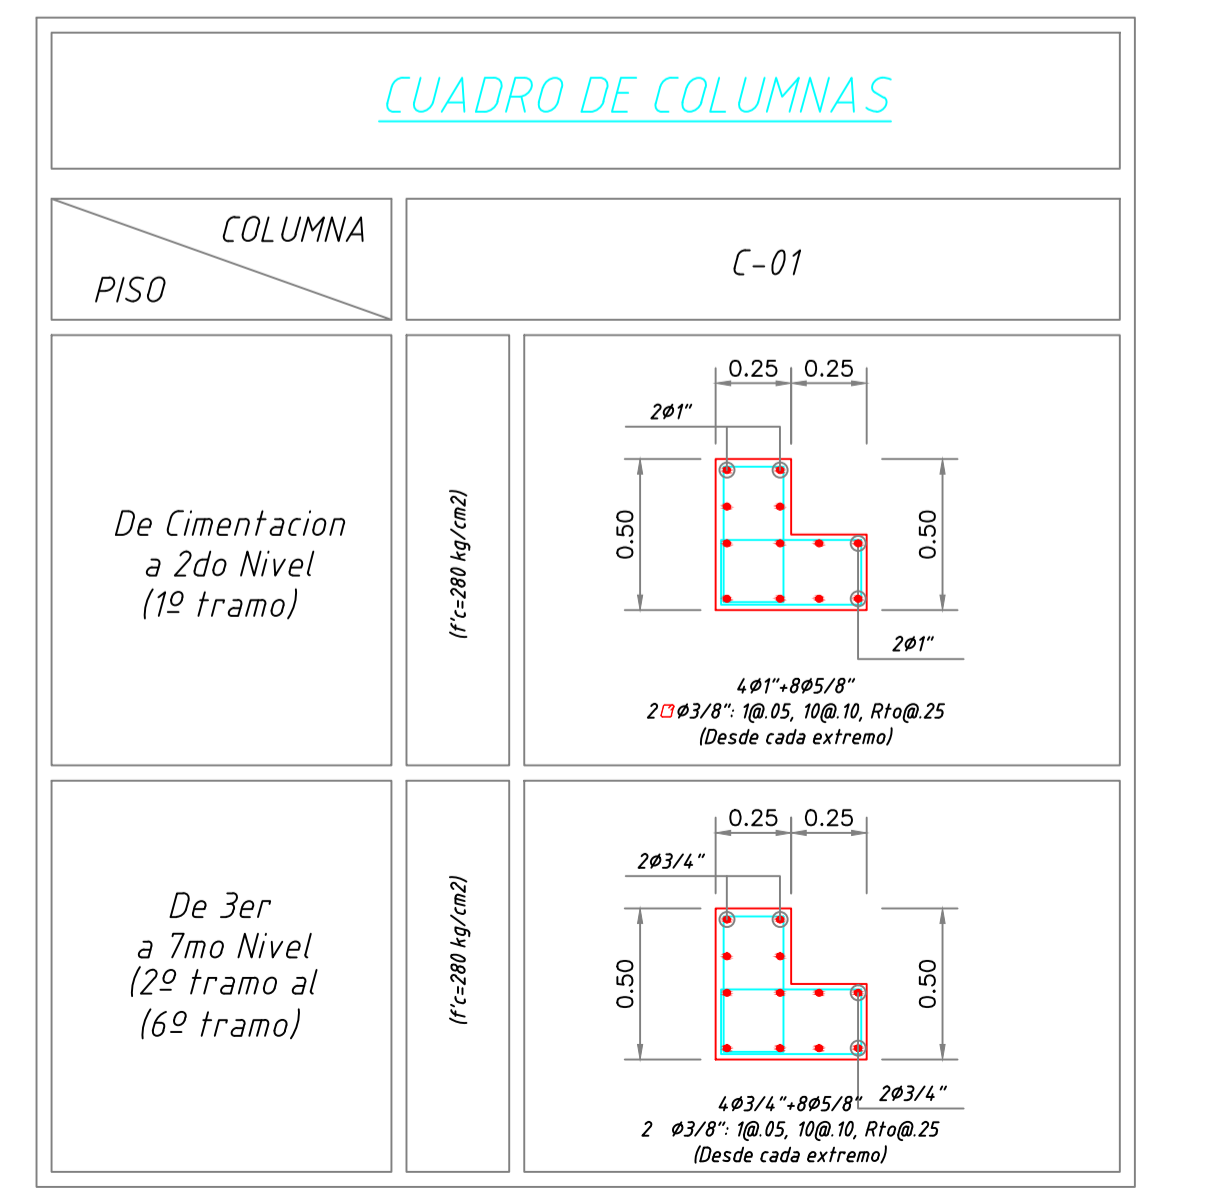 CUADRO DE COLUMNAS
COLUMNA
PISO
C-01
De Cimentacion
a 2do Nivel
(1º tramo)
(f'c=280 kg/cm2)
0.25 0.25
2Ø1"
0.50
0.50
2Ø1"
4Ø1"+8Ø5/8"
2 Ø3/8": 1@.05, 10@.10, Rto@.25
(Desde cada extremo)
De 3er
a 7mo Nivel
(2º tramo al
(6º tramo)
(f'c=280 kg/cm2)
0.25 0.25
2Ø3/4"
0.50
0.50
2Ø3/4"
4Ø3/4"+8Ø5/8"
2 Ø3/8": 1@.05, 10@.10, Rto@.25
(Desde cada extremo)